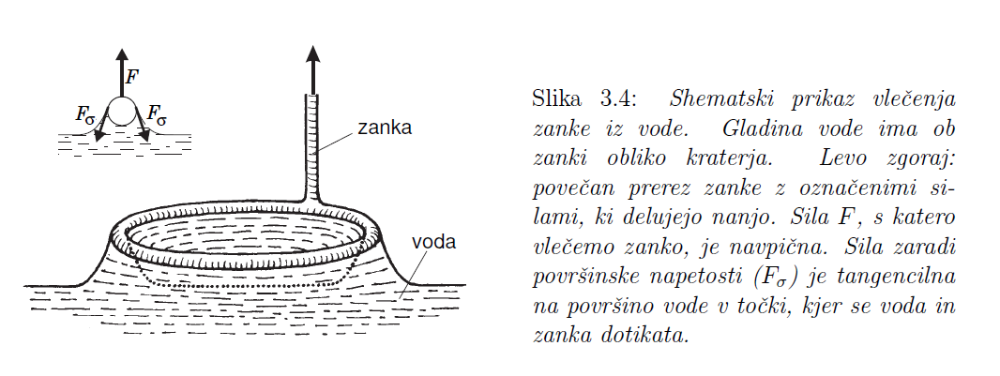 F
Fσ
Fσ
zanka
voda
Slika 3.4: Shematski prikaz vlečenja
zanke iz vode. Gladina vode ima ob
zanki obliko kraterja. Levo zgoraj:
povečan prerez zanke z označenimi si-
lami, ki delujejo nanjo. Sila F, s katero
vlečemo zanko, je navpična. Sila zaradi
površinske napetosti (Fσ) je tangencilna
na površino vode v točki, kjer se voda in
zanka dotikata.